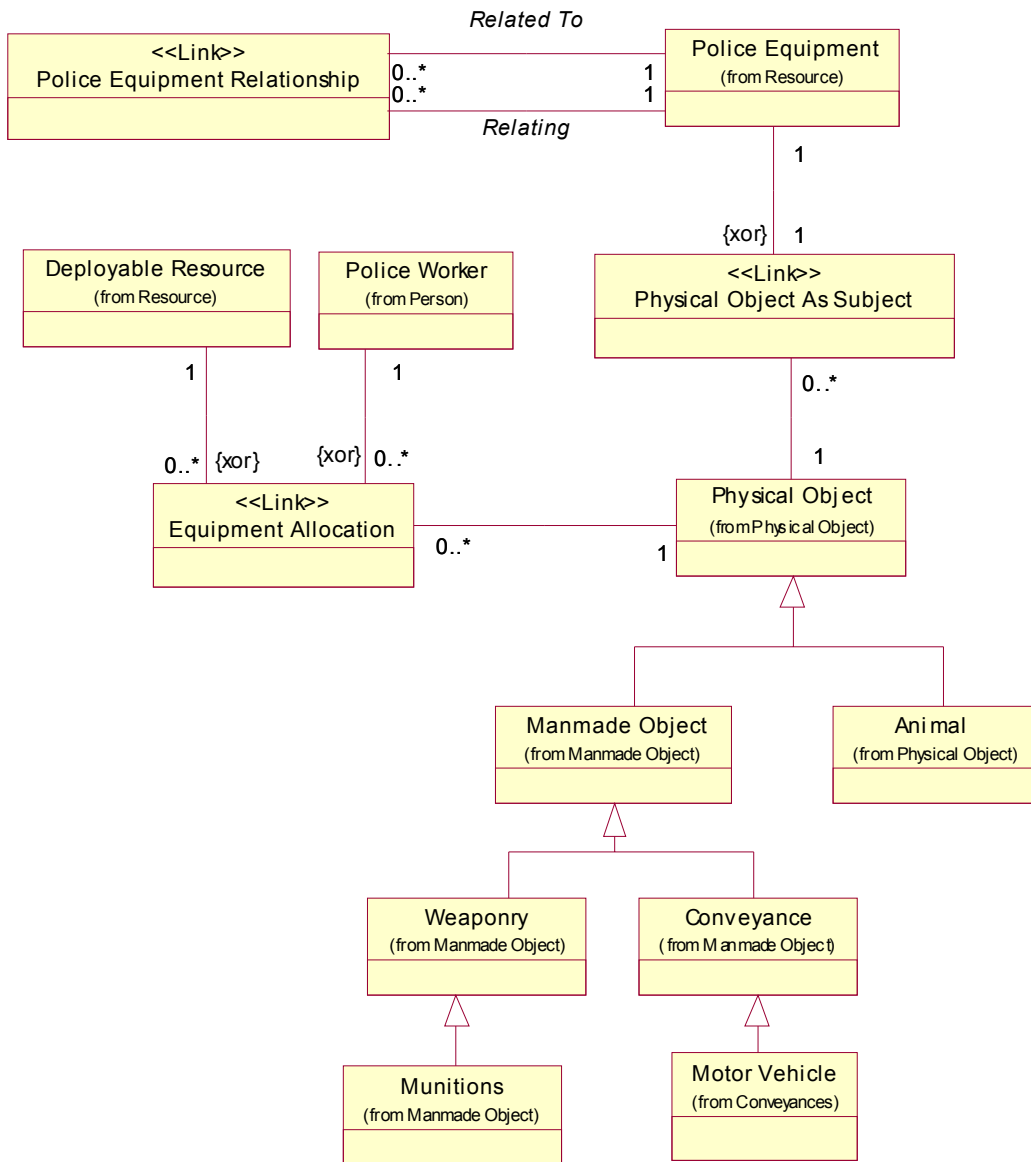 Related To
<<Link>>
Police Equipment Relationship
0..*
1
0..*
1
Relating
Police Equipment
(from Resource)
1
{xor}
1
Deployable Resource
(from Resource)
Police Worker
(from Person)
<<Link>>
Physical Object As Subject
1
1
0..*
0..*
{xor}
{xor}
0..*
1
<<Link>>
Equipment Allocation
0..*
1
Physical Object
(from Physical Object)
Manmade Object
(from Manmade Object)
Animal
(from Physical Object)
Weaponry
(from Manmade Object)
Conveyance
(from Manmade Object)
Munitions
(from Manmade Object)
Motor Vehicle
(from Conveyances)